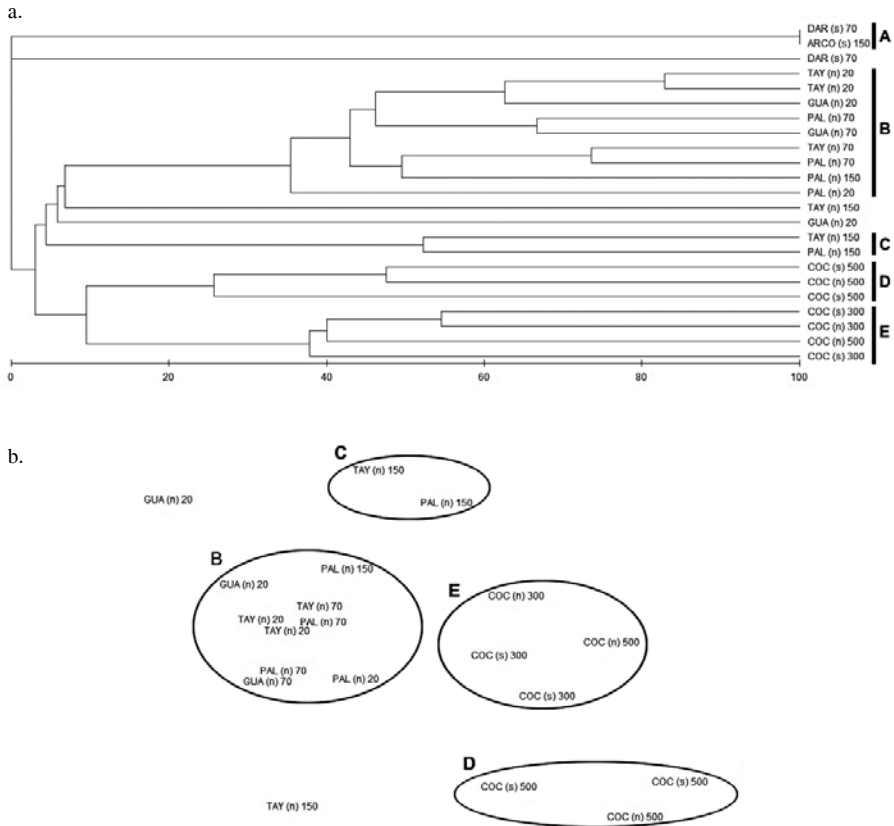 a.
DAR (s) 70
ARCO (s) 150
A
DAR (s) 70
TAY (n) 20
TAY (n) 20
GUA (n) 20
PAL (n) 70
B
GUA (n) 70
TAY (n) 70
PAL (n) 70
PAL (n) 150
PAL (n) 20
TAY (n) 150
GUA (n) 20
TAY (n) 150
C
PAL (n) 150
COC (s) 500
COC (n) 500
D
COC (s) 500
COC (s) 300
COC (n) 300
E
COC (n) 500
COC (s) 300
0 20 40 60 80 100
b.
C
TAY (n) 150
GUA (n) 20
PAL (n) 150
B
PAL (n) 150
GUA (n) 20
TAY (n) 70
TAY (n) 20
PAL (n) 70
TAY (n) 20
PAL (n) 70
GUA (n) 70
PAL (n) 20
E
COC (n) 300
COC (n) 500
COC (s) 300
COC (s) 300
D
COC (s) 500
COC (s) 500
TAY (n) 150
COC (n) 500